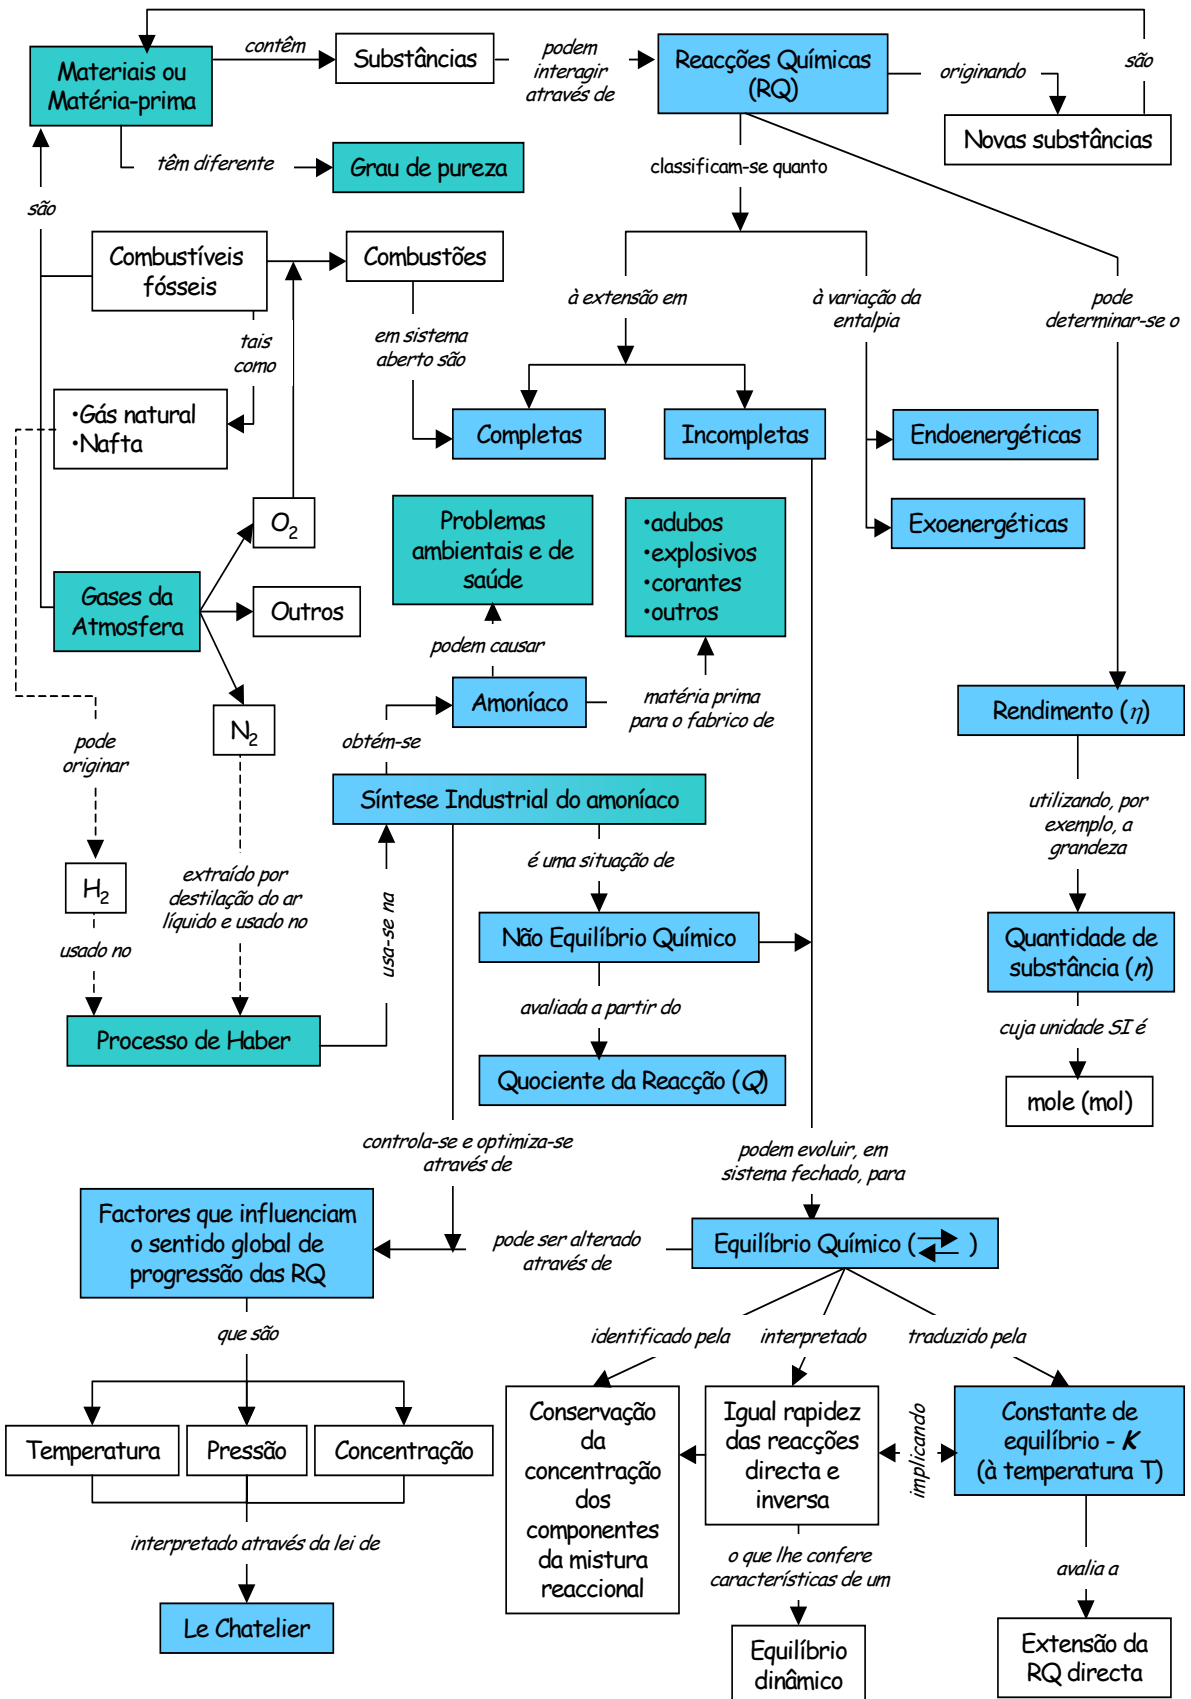 Materiais ou
Matéria-prima
contêm
Substâncias
podem
interagir
através de
Reacções Químicas
(RQ)
originando
são
Novas substâncias
têm diferente
Grau de pureza
classificam-se quanto
são
Combustíveis
fósseis
Combustões
à extensão em
à variação da
entalpia
pode
determinar-se o
tais
como
em sistema
aberto são
•Gás natural
•Nafta
Completas
Incompletas
Endoenergéticas
Exoenergéticas
O2
Problemas
ambientais e de
saúde
•adubos
•explosivos
•corantes
•outros
Gases da
Atmosfera
Outros
podem causar
Amoníaco
matéria prima
para o fabrico de
Rendimento (η)
N2
obtém-se
pode
originar
Síntese Industrial do amoníaco
utilizando, por
exemplo, a
grandeza
é uma situação de
H2
extraído por
destilação do ar
líquido e usado no
usa-se na
Não Equilíbrio Químico
Quantidade de
substância (n)
usado no
avaliada a partir do
cuja unidade SI é
Processo de Haber
Quociente da Reacção (Q)
mole (mol)
controla-se e optimiza-se
através de
podem evoluir, em
sistema fechado, para
Factores que influenciam
o sentido global de
progressão das RQ
pode ser alterado
através de
Equilíbrio Químico ( )
que são
identificado pela
interpretado
traduzido pela
Temperatura
Pressão
Concentração
Conservação
da
concentração
dos
componentes
da mistura
reaccional
Igual rapidez
das reacções
directa e
inversa
implicando
Constante de
equilíbrio - K
(à temperatura T)
interpretado através da lei de
o que lhe confere
características de um
avalia a
Le Chatelier
Equilíbrio
dinâmico
Extensão da
RQ directa